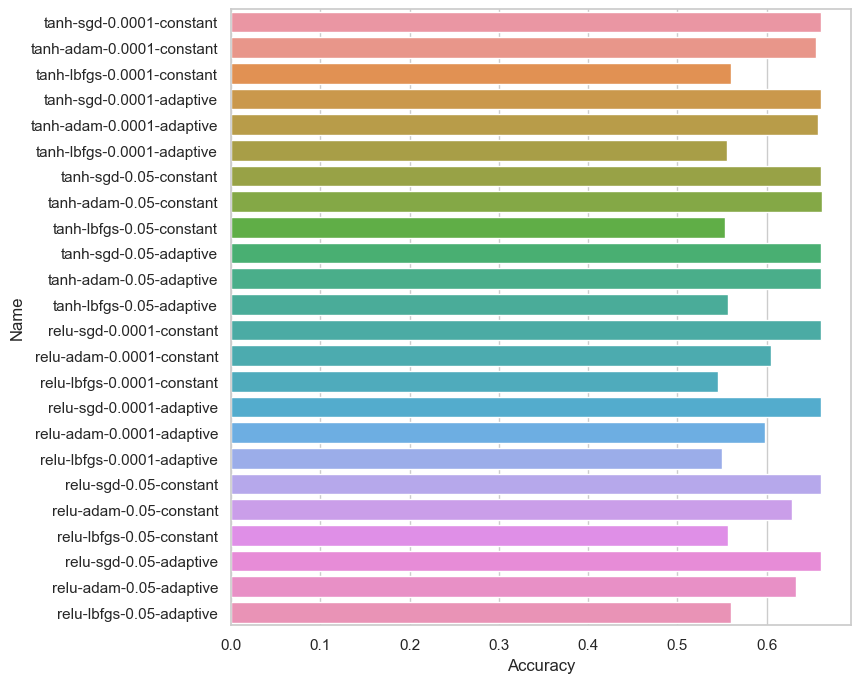 tanh-sgd-0.0001-constant
tanh-adam-0.0001-constant
tanh-lbfgs-0.0001-constant
tanh-sgd-0.0001-adaptive
tanh-adam-0.0001-adaptive
tanh-lbfgs-0.0001-adaptive
tanh-sgd-0.05-constant
tanh-adam-0.05-constant
tanh-lbfgs-0.05-constant
tanh-sgd-0.05-adaptive
tanh-adam-0.05-adaptive
tanh-lbfgs-0.05-adaptive
relu-sgd-0.0001-constant
relu-adam-0.0001-constant
relu-lbfgs-0.0001-constant
relu-sgd-0.0001-adaptive
relu-adam-0.0001-adaptive
relu-lbfgs-0.0001-adaptive
relu-sgd-0.05-constant
relu-adam-0.05-constant
relu-lbfgs-0.05-constant
relu-sgd-0.05-adaptive
relu-adam-0.05-adaptive
relu-lbfgs-0.05-adaptive
Name
0.0 0.1 0.2 0.3 0.4 0.5 0.6
Accuracy